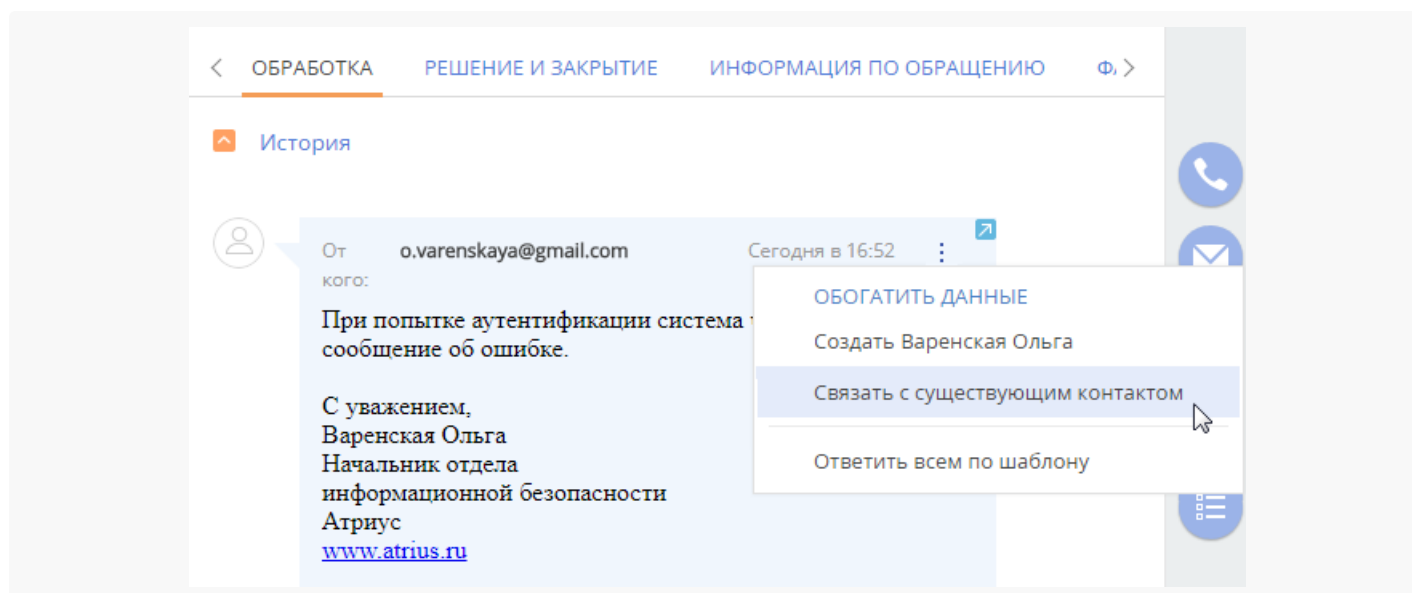 ОБРАБОТКА РЕШЕНИЕ И ЗАКРЫТИЕ ИНФОРМАЦИЯ ПО ОБРАЩЕНИЮ
История
От o.varenskaya@gmail.com Сегодня в 16:52
кого:
ОБОГАТИТЬ ДАННЫЕ
Создать Варенская Ольга
Связать с существующим контактом
Ответить всем по шаблону
При попытке аутентификации система
сообщение об ошибке.
С уважением,
Варенская Ольга
Начальник отдела
информационной безопасности
Атриус
www.atrius.ru